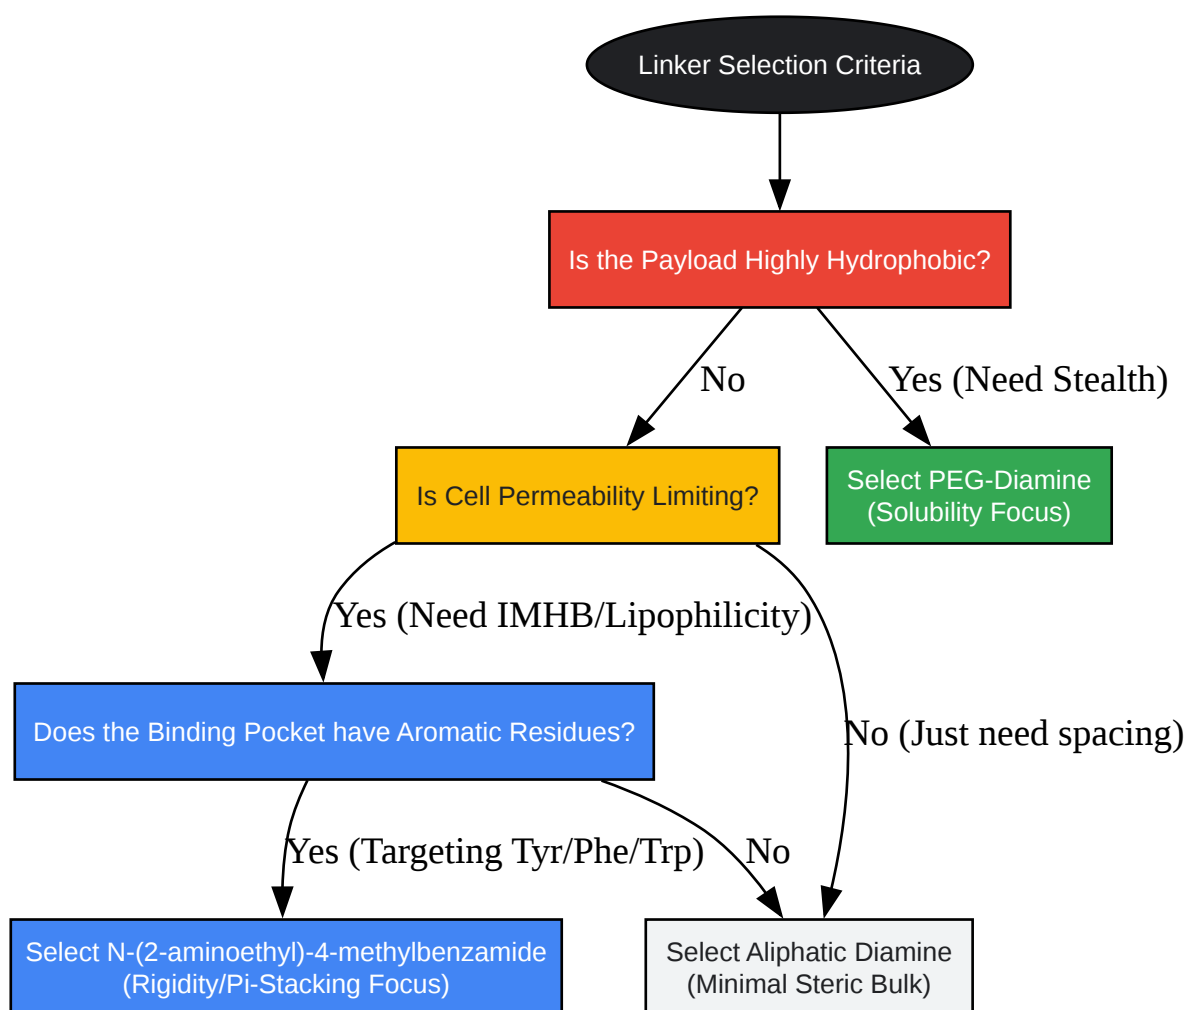 Linker Selection Criteria
Is the Payload Highly Hydrophobic?
No
Yes (Need Stealth)
Is Cell Permeability Limiting?
Select PEG-Diamine
(Solubility Focus)
Yes (Need IMHB/Lipophilicity)
Does the Binding Pocket have Aromatic Residues?
No (Just need spacing)
Yes (Targeting Tyr/Phe/Trp)
No
Select N-(2-aminoethyl)-4-methylbenzamide
(Rigidity/Pi-Stacking Focus)
Select Aliphatic Diamine
(Minimal Steric Bulk)